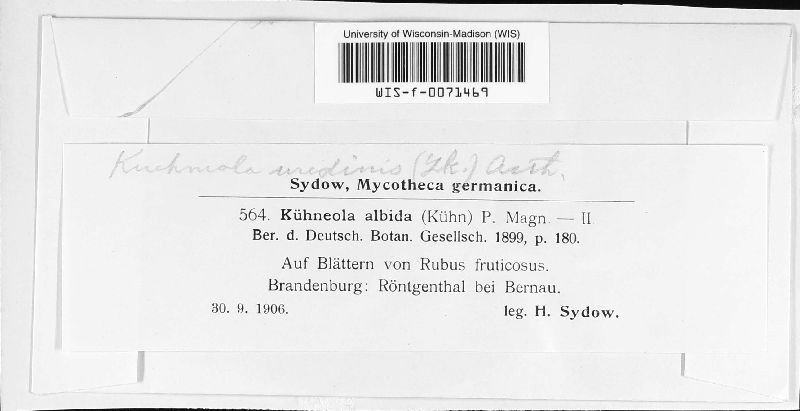 University of Wisconsin-Madison (WIS)
WIS-f-0071469
Kuehneola uredinis (Lk.) Arth.
Sydow, Mycotheca germanica.
564. Kühneola albida (Kühn) P. Magn. — II.
Ber. d. Deutsch. Botan. Gesellsch. 1899, p. 180.
Auf Blättern von Rubus fruticosus.
Brandenburg: Röntgenthal bei Bernau.
30. 9. 1906. leg. H. Sydow.